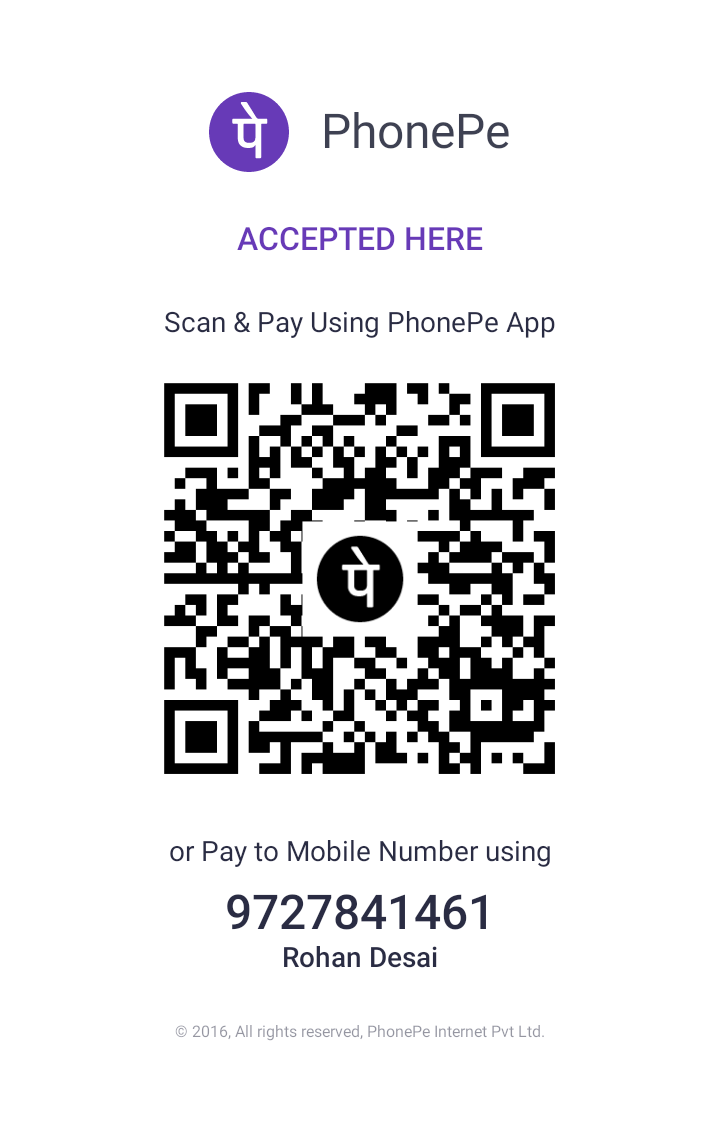 पे PhonePe
ACCEPTED HERE
Scan & Pay Using PhonePe App
पे
or Pay to Mobile Number using
9727841461
Rohan Desai
© 2016, All rights reserved, PhonePe Internet Pvt Ltd.